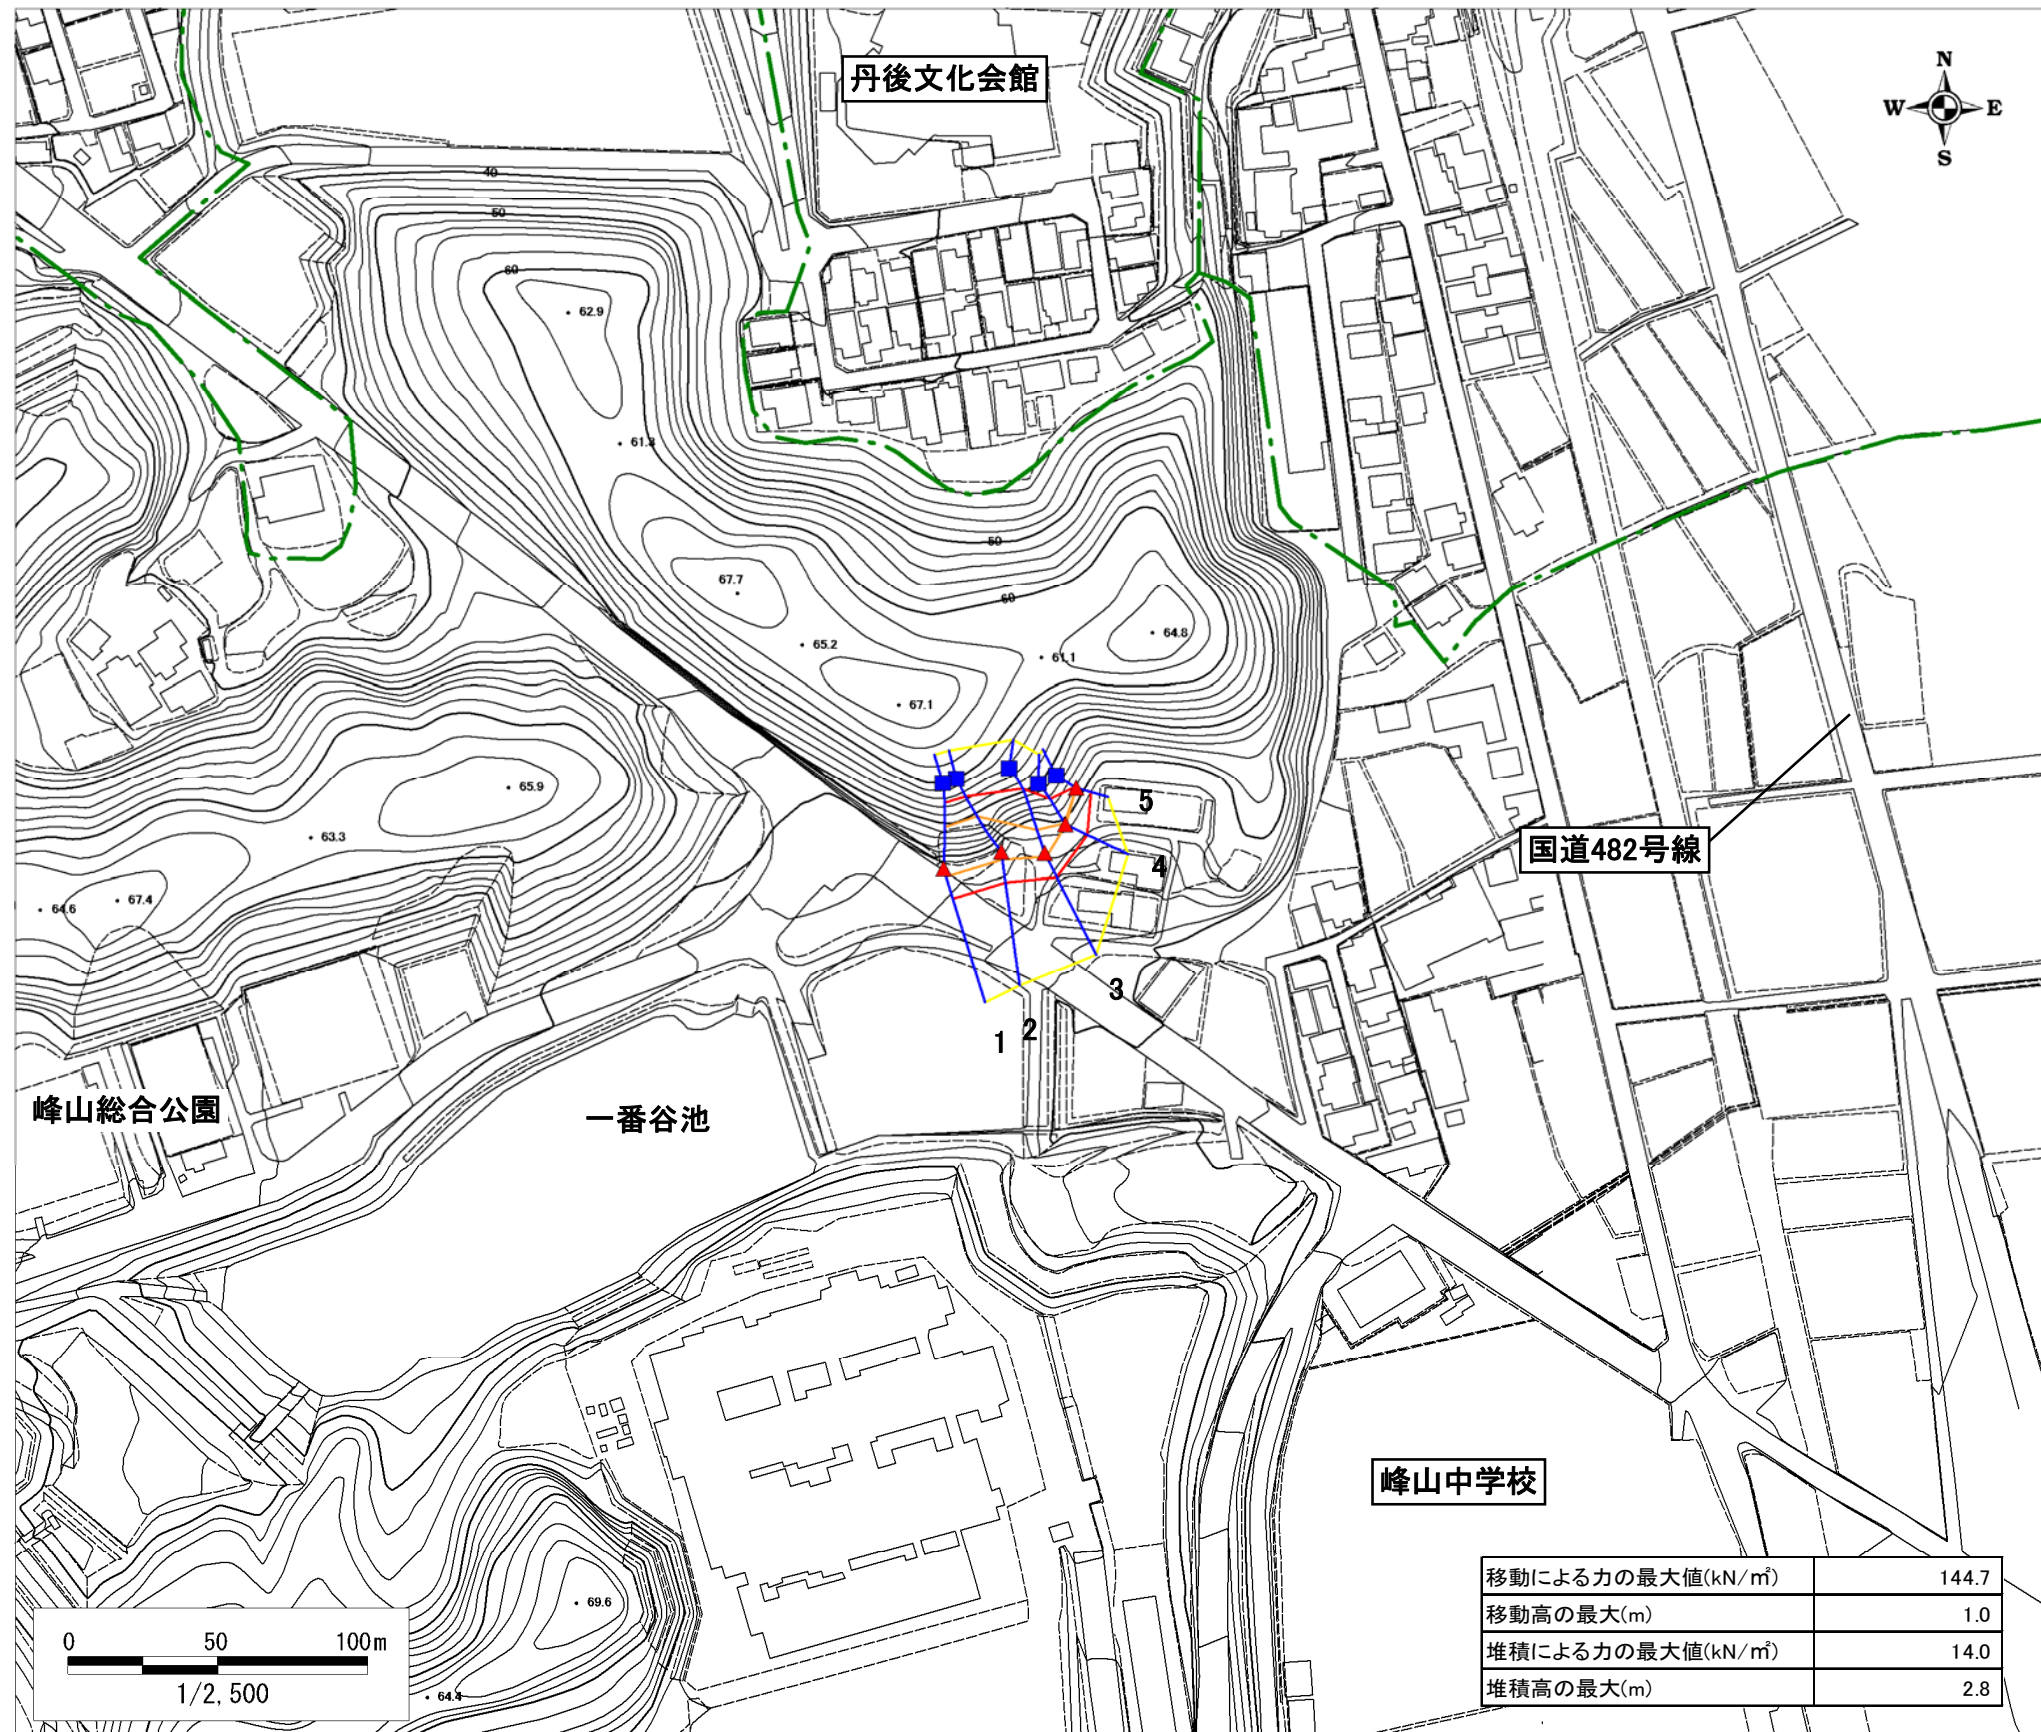 丹後文化会館
N
W E
S
40
50
60
62.9
61.3
50
60
67.7
65.2
67.1
64.8
61.1
65.9
63.3
67.4
64.6
5
4
3
2
1
国道482号線
峰山総合公園
一番谷池
峰山中学校
69.6
64.4
0 50 100m
1/2,500
移動による力の最大値(kN/㎡) 144.7
移動高の最大(m) 1.0
堆積による力の最大値(kN/㎡) 14.0
堆積高の最大(m) 2.8